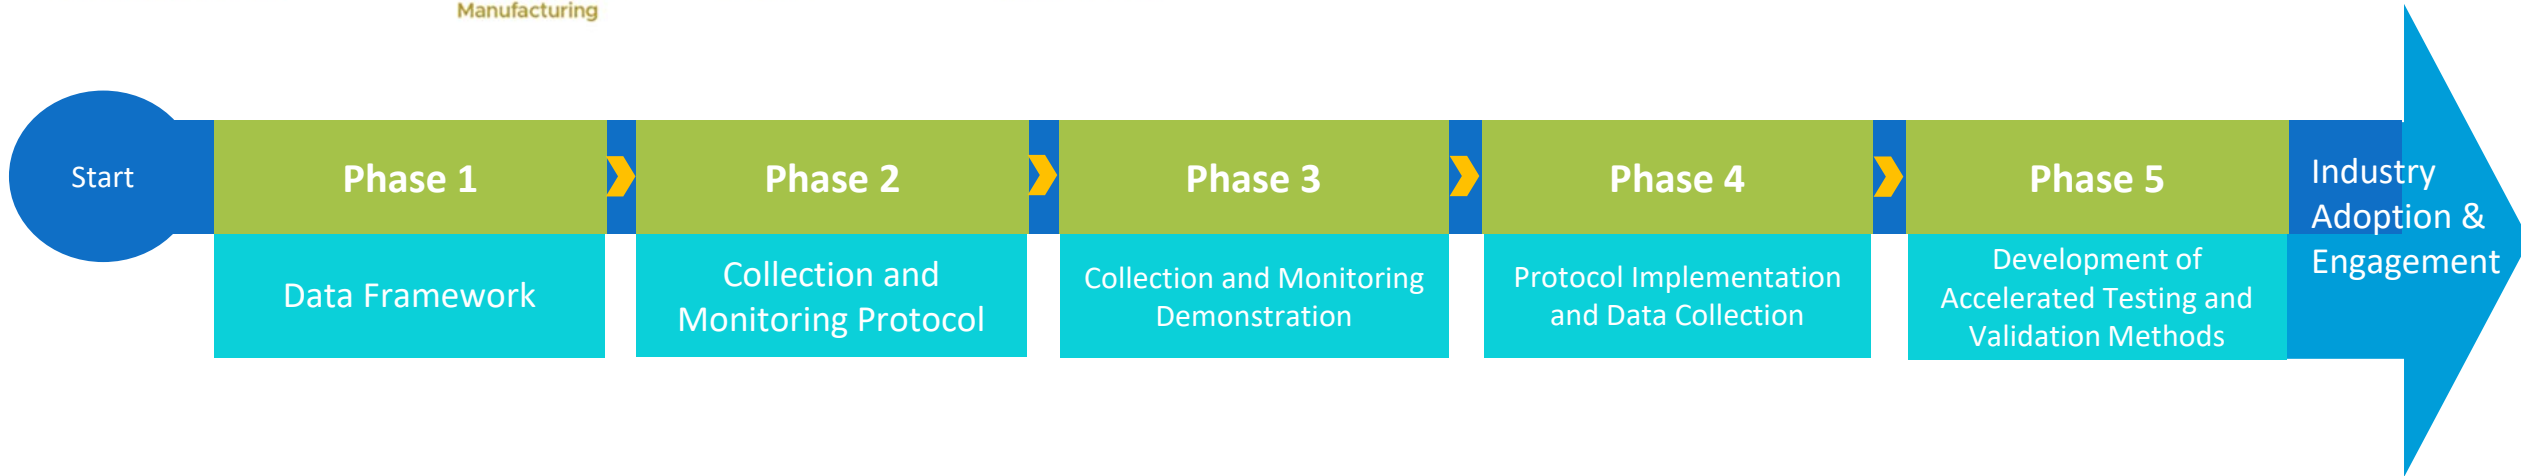 Manufacturing
Start
Phase 1
Phase 2
Phase 3
Phase 4
Phase 5
Data Framework
Collection and
Monitoring Protocol
Collection and Monitoring
Demonstration
Protocol Implementation
and Data Collection
Development of
Accelerated Testing and
Validation Methods
Industry
Adoption &
Engagement